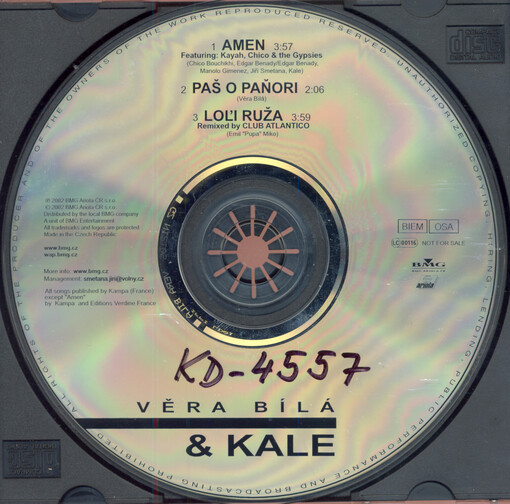 ALL RIGHTS OF THE PRODUCER AND OF THE OWNERS OF THE WORK REPRODUCED RESERVED. UNAUTHORIZED COPYING, HIRING, LENDING, PUBLIC PERFORMANCE AND BROADCASTING PROHIBITED
1 AMEN 3:57
Featuring: Kayah, Chico & the Gypsies
(Chico Bouchikhi, Edgar Benady/Edgar Benady,
Manolo Gimenez, Jiří Smetana, Kale)
2 PAŠ O PAŇORI 2:06
(Věra Bílá)
3 LOĽI RUŽA 3:59
Remixed by CLUB ATLANTICO
(Emil "Pupa" Miko)
℗ 2002 BMG Ariola ČR s.r.o.
© 2002 BMG Ariola ČR s.r.o.
Distributed by the local BMG company.
A unit of BMG Entertainment.
All trademarks and logos are protected.
Made in the Czech Republic.
www.bmg.cz
wap.bmg.cz
More info: www.bmg.cz
Management: smetana.jiri@volny.cz
All songs published by Kampa (France)
except "Amen"
by Kampa and Editions Verdine France
BIEM OSA
LC/00116 NOT FOR SALE
BMG
ariola
KD-4557
VĚRA BÍLÁ
& KALE
disc